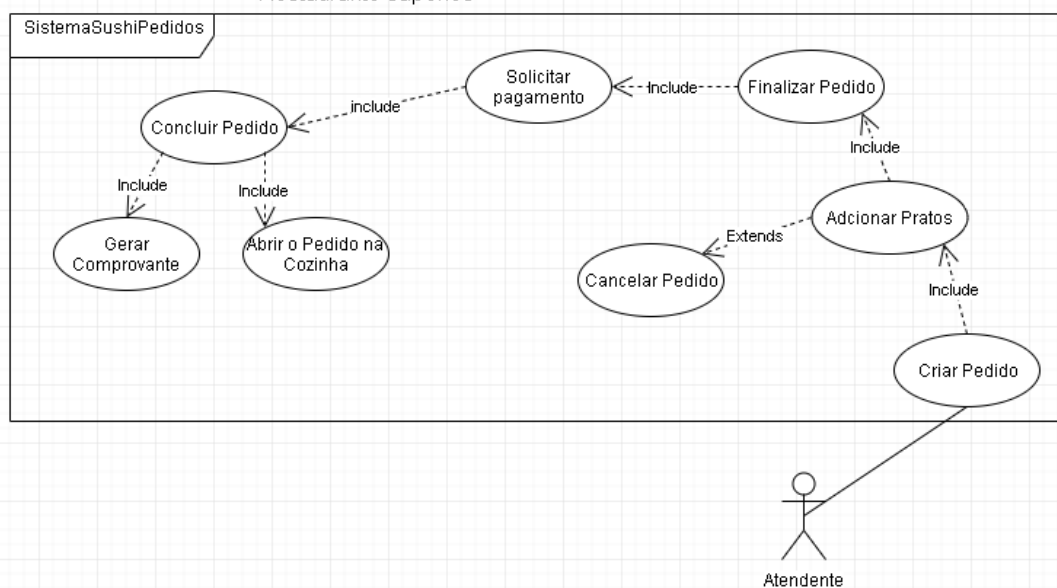 SistemaSushiPedidos
Solicitar
pagamento
Include
Finalizar Pedido
include
Concluir Pedido
Include
Include
Include
Gerar
Comprovante
Abrir o Pedido na
Cozinha
Adcionar Pratos
Extends
Cancelar Pedido
Include
Criar Pedido
Atendente